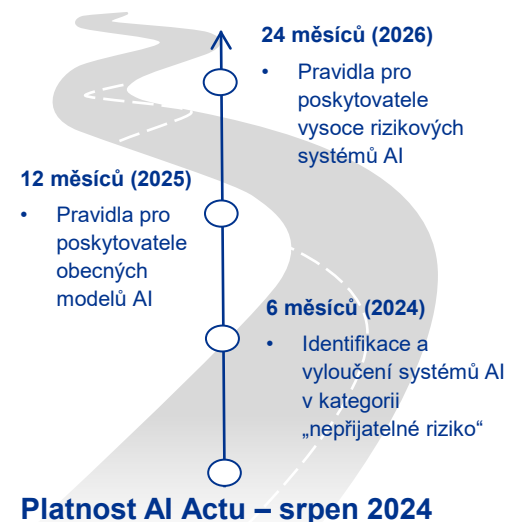 24 měsíců (2026)
• Pravidla pro
poskytovatele
vysoce rizikových
systémů AI
12 měsíců (2025)
• Pravidla pro
poskytovatele
obecných
modelů AI
6 měsíců (2024)
• Identifikace a
vyloučení systémů AI
v kategorii
„nepřijatelné riziko“
Platnost AI Actu – srpen 2024